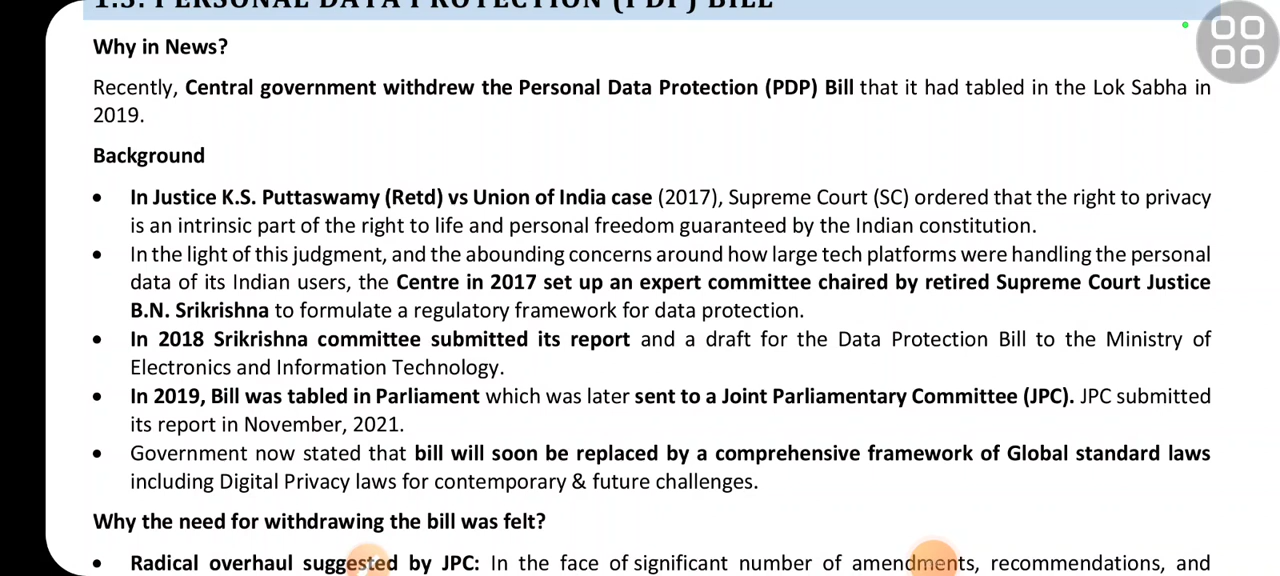 1.5. PERSONAL DATA PROTECTION (PDP) BILL
Why in News?
Recently, Central government withdrew the Personal Data Protection (PDP) Bill that it had tabled in the Lok Sabha in
2019.
Background
• In Justice K.S. Puttaswamy (Retd) vs Union of India case (2017), Supreme Court (SC) ordered that the right to privacy
is an intrinsic part of the right to life and personal freedom guaranteed by the Indian constitution.
• In the light of this judgment, and the abounding concerns around how large tech platforms were handling the personal
data of its Indian users, the Centre in 2017 set up an expert committee chaired by retired Supreme Court Justice
B.N. Srikrishna to formulate a regulatory framework for data protection.
• In 2018 Srikrishna committee submitted its report and a draft for the Data Protection Bill to the Ministry of
Electronics and Information Technology.
• In 2019, Bill was tabled in Parliament which was later sent to a Joint Parliamentary Committee (JPC). JPC submitted
its report in November, 2021.
• Government now stated that bill will soon be replaced by a comprehensive framework of Global standard laws
including Digital Privacy laws for contemporary & future challenges.
Why the need for withdrawing the bill was felt?
• Radical overhaul suggested by JPC: In the face of significant number of amendments, recommendations, and